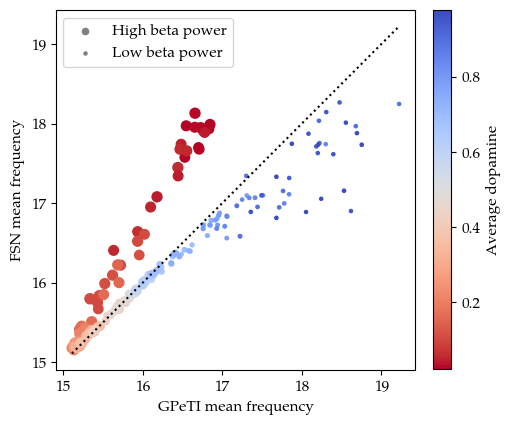 High beta power
Low beta power
19
18
17
16
15
FSN mean frequency
15
16
17
18
19
GPeTI mean frequency
0.8
0.6
0.4
0.2
Average dopamine